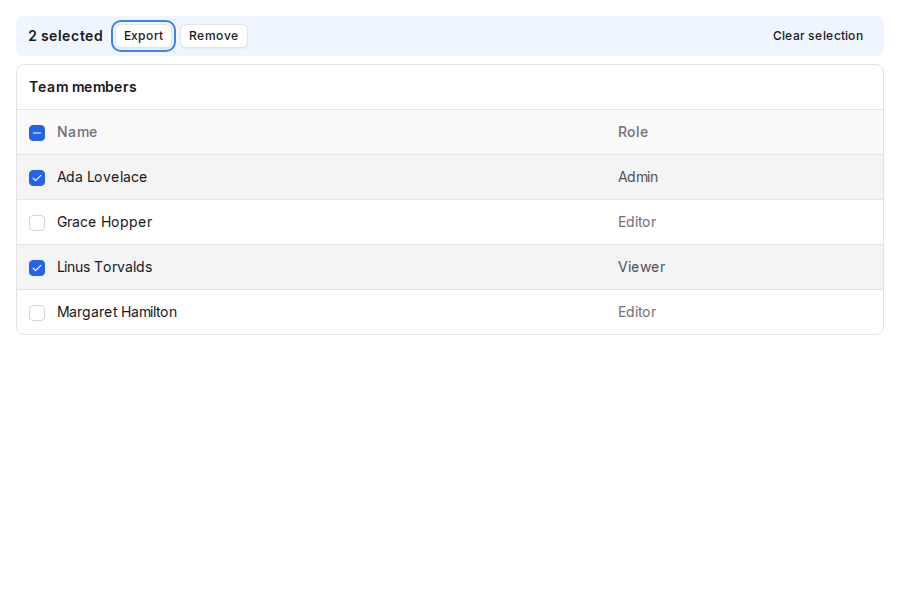 2 selected Export Remove Clear selection
Team members
Name Role
Ada Lovelace Admin
Grace Hopper Editor
Linus Torvalds Viewer
Margaret Hamilton Editor